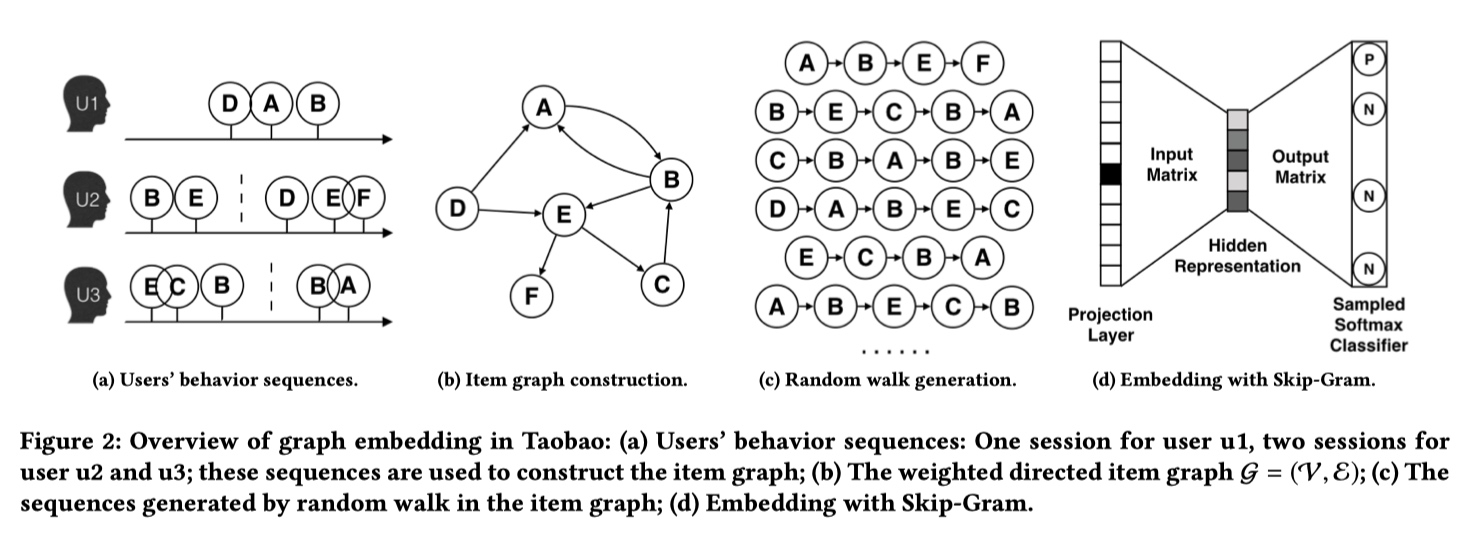 U1 D A B
U2 B E D E F
U3 E C B B A
(a) Users' behavior sequences.
A
B
D
E
C
F
(b) Item graph construction.
A B E F
B E C B A
C B A B E
D A B E C
E C B A
A B E C B
......
(c) Random walk generation.
P
N
N
N
Input
Matrix
Output
Matrix
Hidden
Representation
Projection
Layer
Sampled
Softmax
Classifier
(d) Embedding with Skip-Gram.
Figure 2: Overview of graph embedding in Taobao: (a) Users' behavior sequences: One session for user u1, two sessions for
user u2 and u3; these sequences are used to construct the item graph; (b) The weighted directed item graph 𝒢 = (𝒱, ℰ); (c) The
sequences generated by random walk in the item graph; (d) Embedding with Skip-Gram.